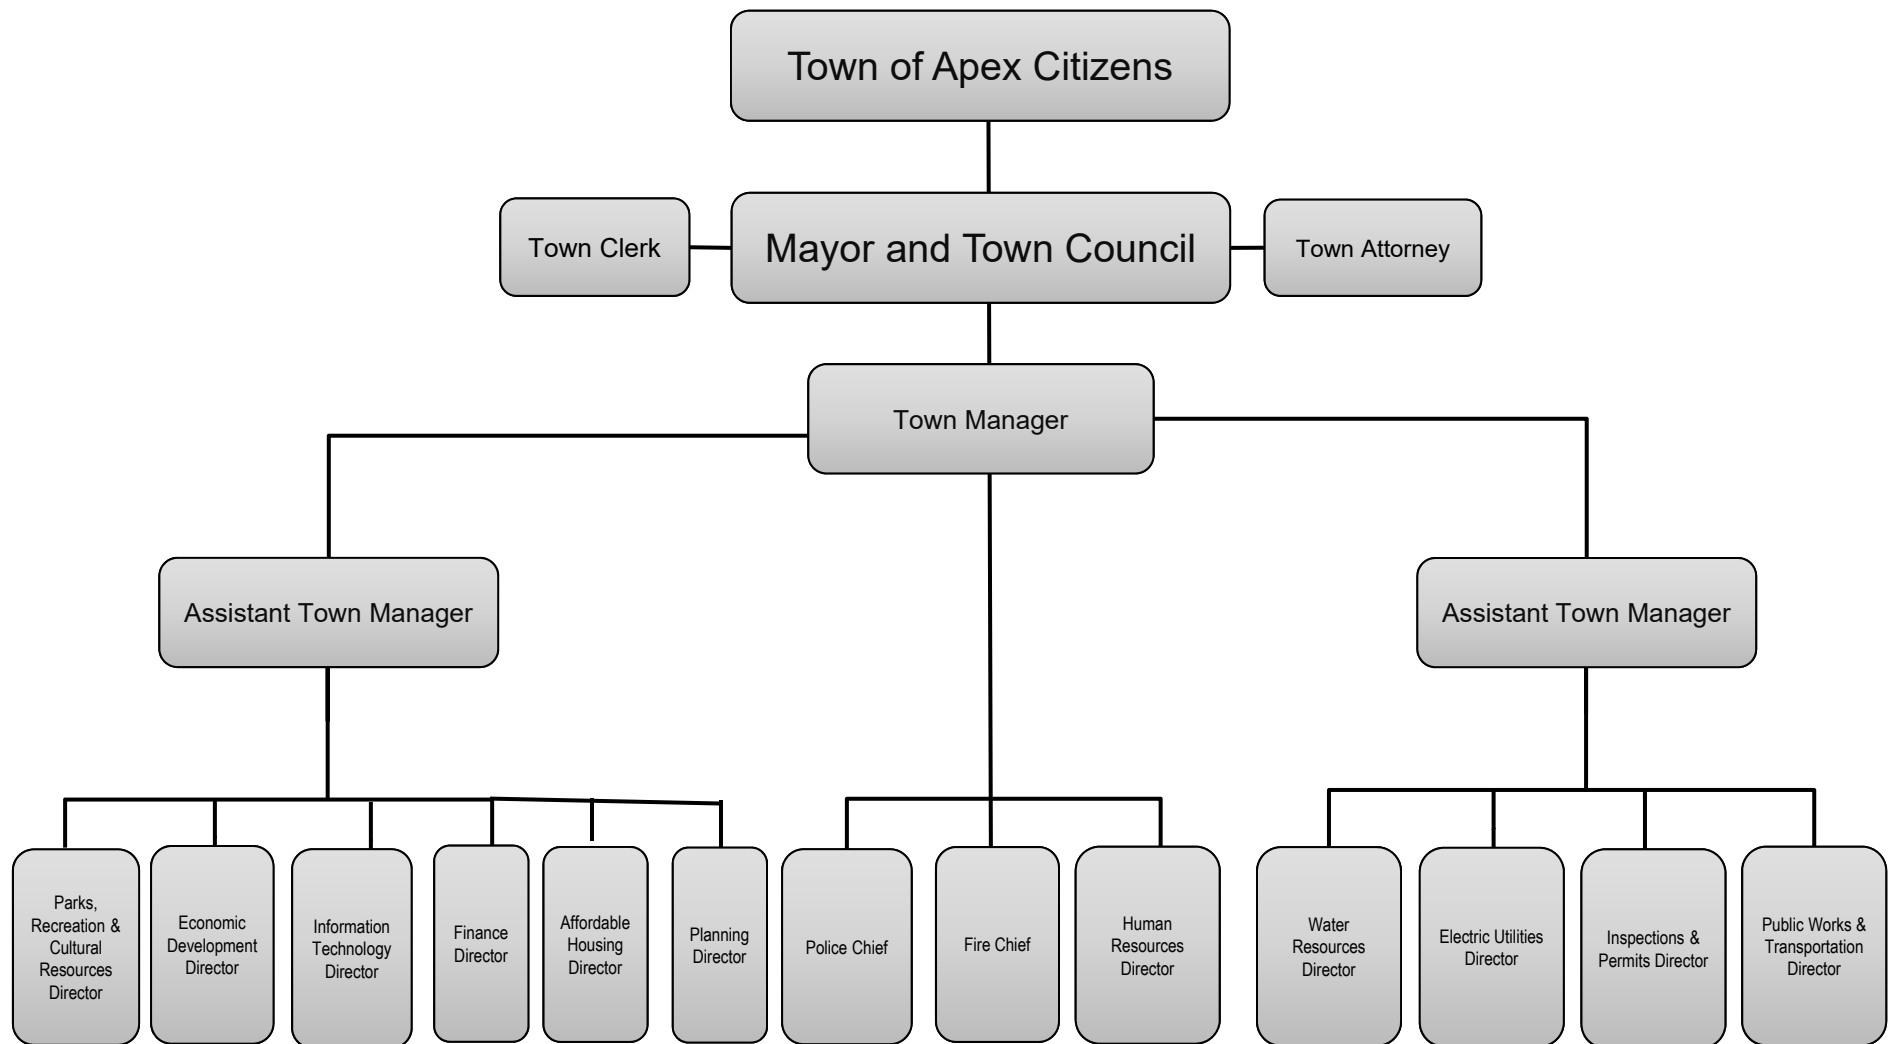 Town of Apex Citizens
Town Clerk
Mayor and Town Council
Town Attorney
Town Manager
Assistant Town Manager
Assistant Town Manager
Parks,
Recreation &
Cultural
Resources
Director
Economic
Development
Director
Information
Technology
Director
Finance
Director
Affordable
Housing
Director
Planning
Director
Police Chief
Fire Chief
Human
Resources
Director
Water
Resources
Director
Electric Utilities
Director
Inspections &
Permits Director
Public Works &
Transportation
Director